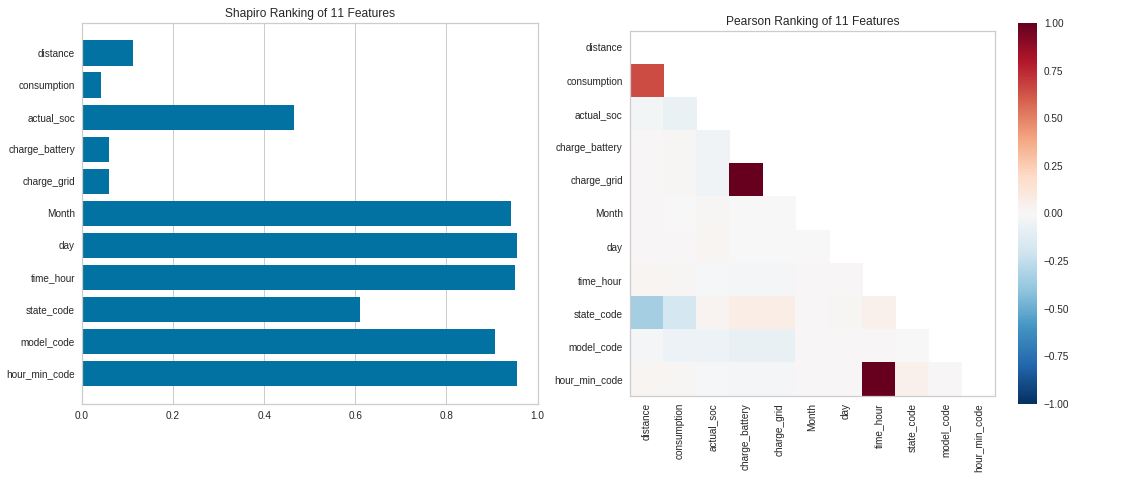 Shapiro Ranking of 11 Features
distance
consumption
actual_soc
charge_battery
charge_grid
Month
day
time_hour
state_code
model_code
hour_min_code
0.0 0.2 0.4 0.6 0.8 1.0
Pearson Ranking of 11 Features
distance
consumption
actual_soc
charge_battery
charge_grid
Month
day
time_hour
state_code
model_code
hour_min_code
distance
consumption
actual_soc
charge_battery
charge_grid
Month
day
time_hour
state_code
model_code
hour_min_code
1.00
0.75
0.50
0.25
0.00
−0.25
−0.50
−0.75
−1.00